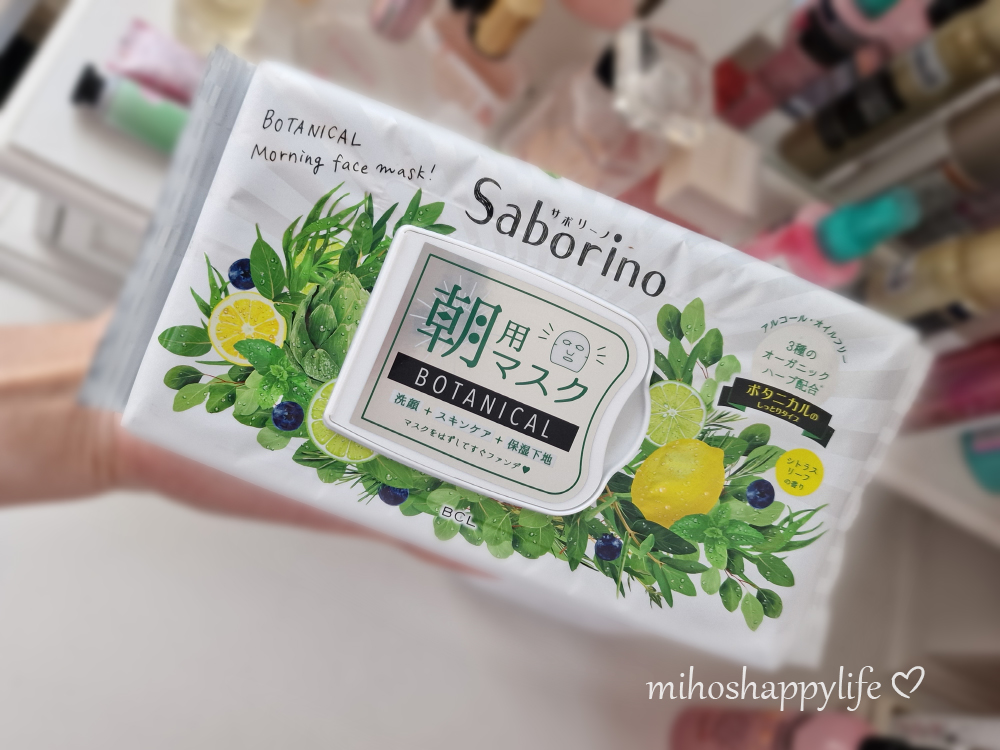 BOTANICAL
Morning face mask!
Saborino
サボリーノ
朝用
マスク
BOTANICAL
洗顔 + スキンケア + 保湿下地
マスクをはずしてすぐファンデ♥
BCL
アルコール・オイルフリー
3種の
オーガニック
ハーブ配合
ボタニカルの
しっとりタイプ
シトラス
リーフ
の香り
mihoshappylife ♡